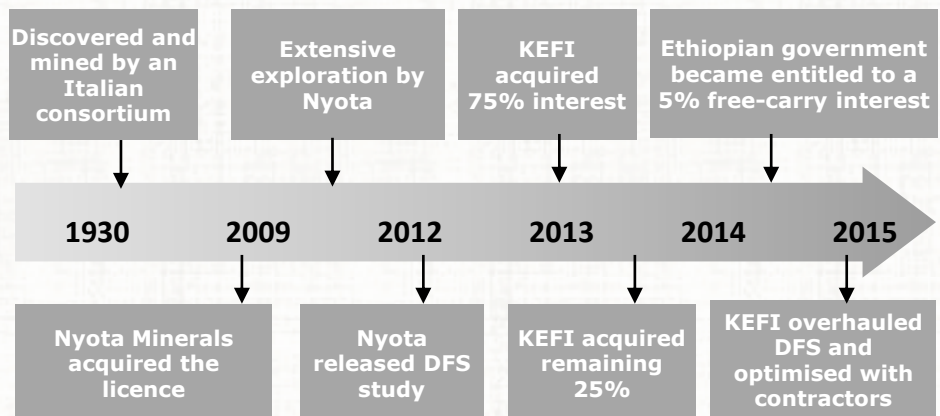 Discovered and
mined by an
Italian
consortium
Extensive
exploration by
Nyota
KEFI
acquired
75% interest
Ethiopian government
became entitled to a
5% free-carry interest
1930
2009
2012
2013
2014
2015
Nyota Minerals
acquired the
licence
Nyota
released DFS
study
KEFI acquired
remaining
25%
KEFI overhauled
DFS and
optimised with
contractors